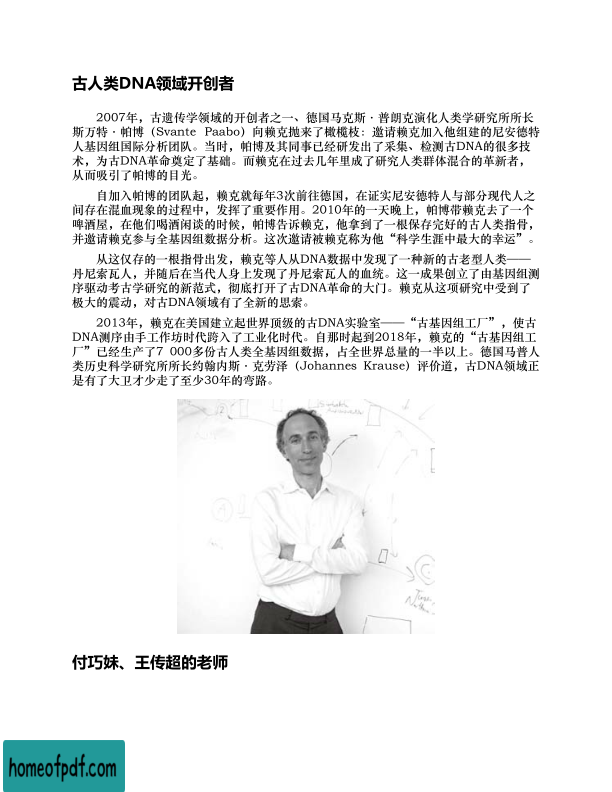 古人类DNA领域开创者
2007年，古遗传学领域的开创者之一、德国马克斯·普朗克演化人类学研究所所长
斯万特·帕博（Svante Paabo）向赖克抛来了橄榄枝：邀请赖克加入他组建的尼安德特
人基因组国际分析团队。当时，帕博及其同事已经研发出了采集、检测古DNA的很多技
术，为古DNA革命奠定了基础。而赖克在过去几年里成了研究人类群体混合的革新者，
从而吸引了帕博的目光。
自加入帕博的团队起，赖克就每年3次前往德国，在证实尼安德特人与部分现代人之
间存在混血现象的过程中，发挥了重要作用。2010年的一天晚上，帕博带赖克去了一个
啤酒屋，在他们喝酒闲谈的时候，帕博告诉赖克，他拿到了一根保存完好的古人类指骨，
并邀请赖克参与全基因组数据分析。这次邀请被赖克称为他“科学生涯中最大的幸运”。
从这仅存的一根指骨出发，赖克等人从DNA数据中发现了一种新的古老型人类——
丹尼索瓦人，并随后在当代人身上发现了丹尼索瓦人的血统。这一成果创立了由基因组测
序驱动考古学研究的新范式，彻底打开了古DNA革命的大门。赖克从这项研究中受到了
极大的震动，对古DNA领域有了全新的思索。
2013年，赖克在美国建立起世界顶级的古DNA实验室——“古基因组工厂”，使古
DNA测序由手工作坊时代跨入了工业化时代。自那时起到2018年，赖克的“古基因组工
厂”已经生产了7 000多份古人类全基因组数据，占全世界总量的一半以上。德国马普人
类历史科学研究所所长约翰内斯·克劳泽（Johannes Krause）评价道，古DNA领域正
是有了大卫才少走了至少30年的弯路。
付巧妹、王传超的老师
homeofpdf.com